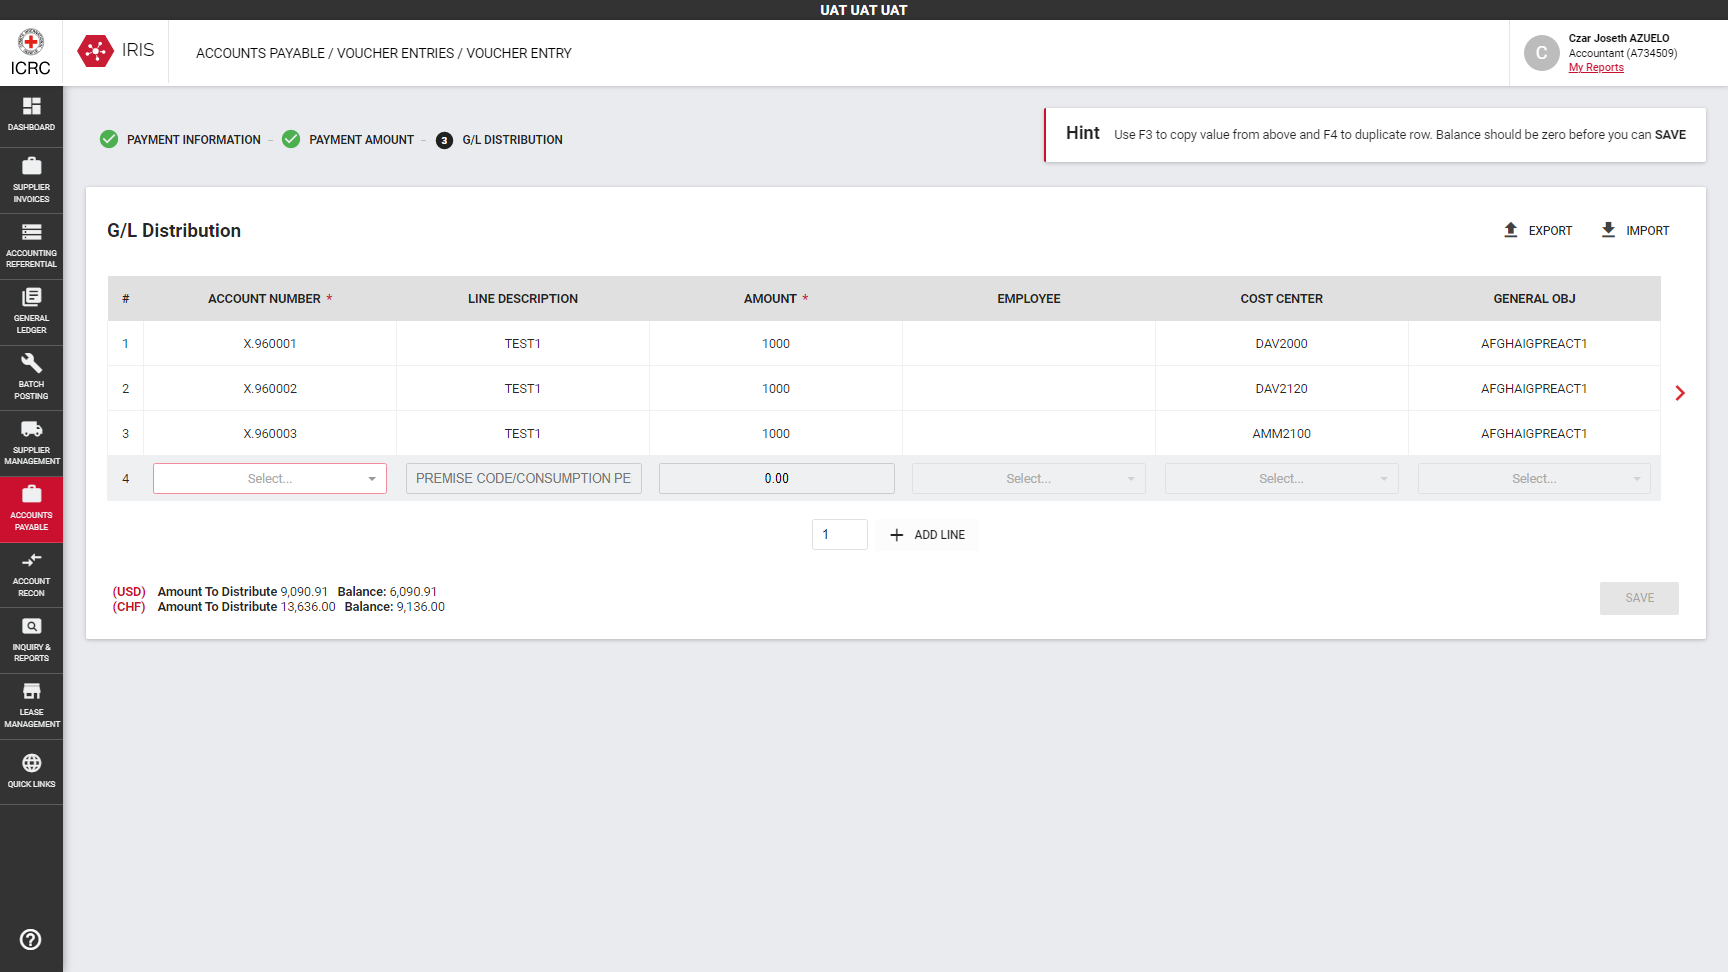 UAT UAT UAT
ICRC
IRIS
ACCOUNTS PAYABLE / VOUCHER ENTRIES / VOUCHER ENTRY
C
Czar Joseth AZUELO
Accountant (A734509)
My Reports
DASHBOARD
SUPPLIER
INVOICES
ACCOUNTING
REFERENTIAL
GENERAL
LEDGER
BATCH
POSTING
SUPPLIER
MANAGEMENT
ACCOUNTS
PAYABLE
ACCOUNT
RECON
INQUIRY &
REPORTS
LEASE
MANAGEMENT
QUICK LINKS
PAYMENT INFORMATION – PAYMENT AMOUNT – 3 G/L DISTRIBUTION
Hint Use F3 to copy value from above and F4 to duplicate row. Balance should be zero before you can SAVE
G/L Distribution
EXPORT IMPORT
# ACCOUNT NUMBER * LINE DESCRIPTION AMOUNT * EMPLOYEE COST CENTER GENERAL OBJ
1 X.960001 TEST1 1000 DAV2000 AFGHAIGPREACT1
2 X.960002 TEST1 1000 DAV2120 AFGHAIGPREACT1
3 X.960003 TEST1 1000 AMM2100 AFGHAIGPREACT1
4 Select... PREMISE CODE/CONSUMPTION PE 0.00 Select... Select... Select...
1 + ADD LINE
(USD) Amount To Distribute 9,090.91 Balance: 6,090.91
(CHF) Amount To Distribute 13,636.00 Balance: 9,136.00
SAVE